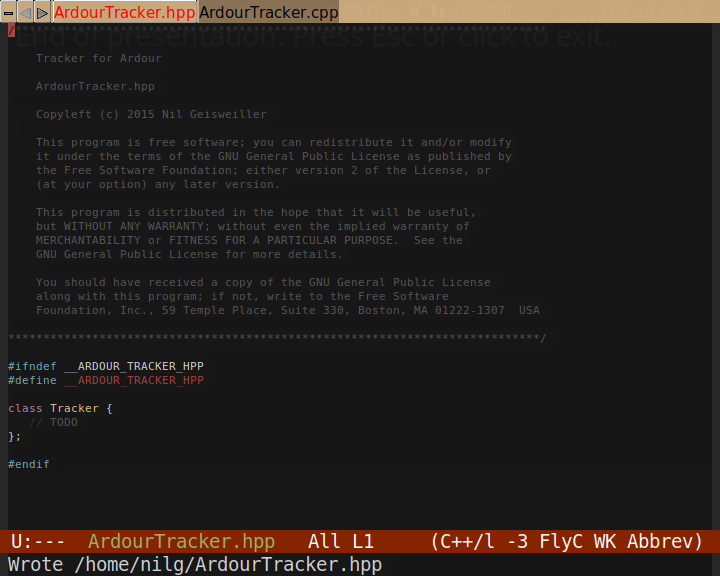 ArdourTracker.hpp ArdourTracker.cpp
/****************************************************************************
End of presentation. Press Esc or click to exit.
Tracker for Ardour
ArdourTracker.hpp
Copyleft (c) 2015 Nil Geisweiller
This program is free software; you can redistribute it and/or modify
it under the terms of the GNU General Public License as published by
the Free Software Foundation; either version 2 of the License, or
(at your option) any later version.
This program is distributed in the hope that it will be useful,
but WITHOUT ANY WARRANTY; without even the implied warranty of
MERCHANTABILITY or FITNESS FOR A PARTICULAR PURPOSE.  See the
GNU General Public License for more details.
You should have received a copy of the GNU General Public License
along with this program; if not, write to the Free Software
Foundation, Inc., 59 Temple Place, Suite 330, Boston, MA 01222-1307  USA
****************************************************************************/
#ifndef __ARDOUR_TRACKER_HPP
#define __ARDOUR_TRACKER_HPP
class Tracker {
// TODO
};
#endif
U:---  ArdourTracker.hpp   All L1     (C++/l -3 FlyC WK Abbrev)
Wrote /home/nilg/ArdourTracker.hpp